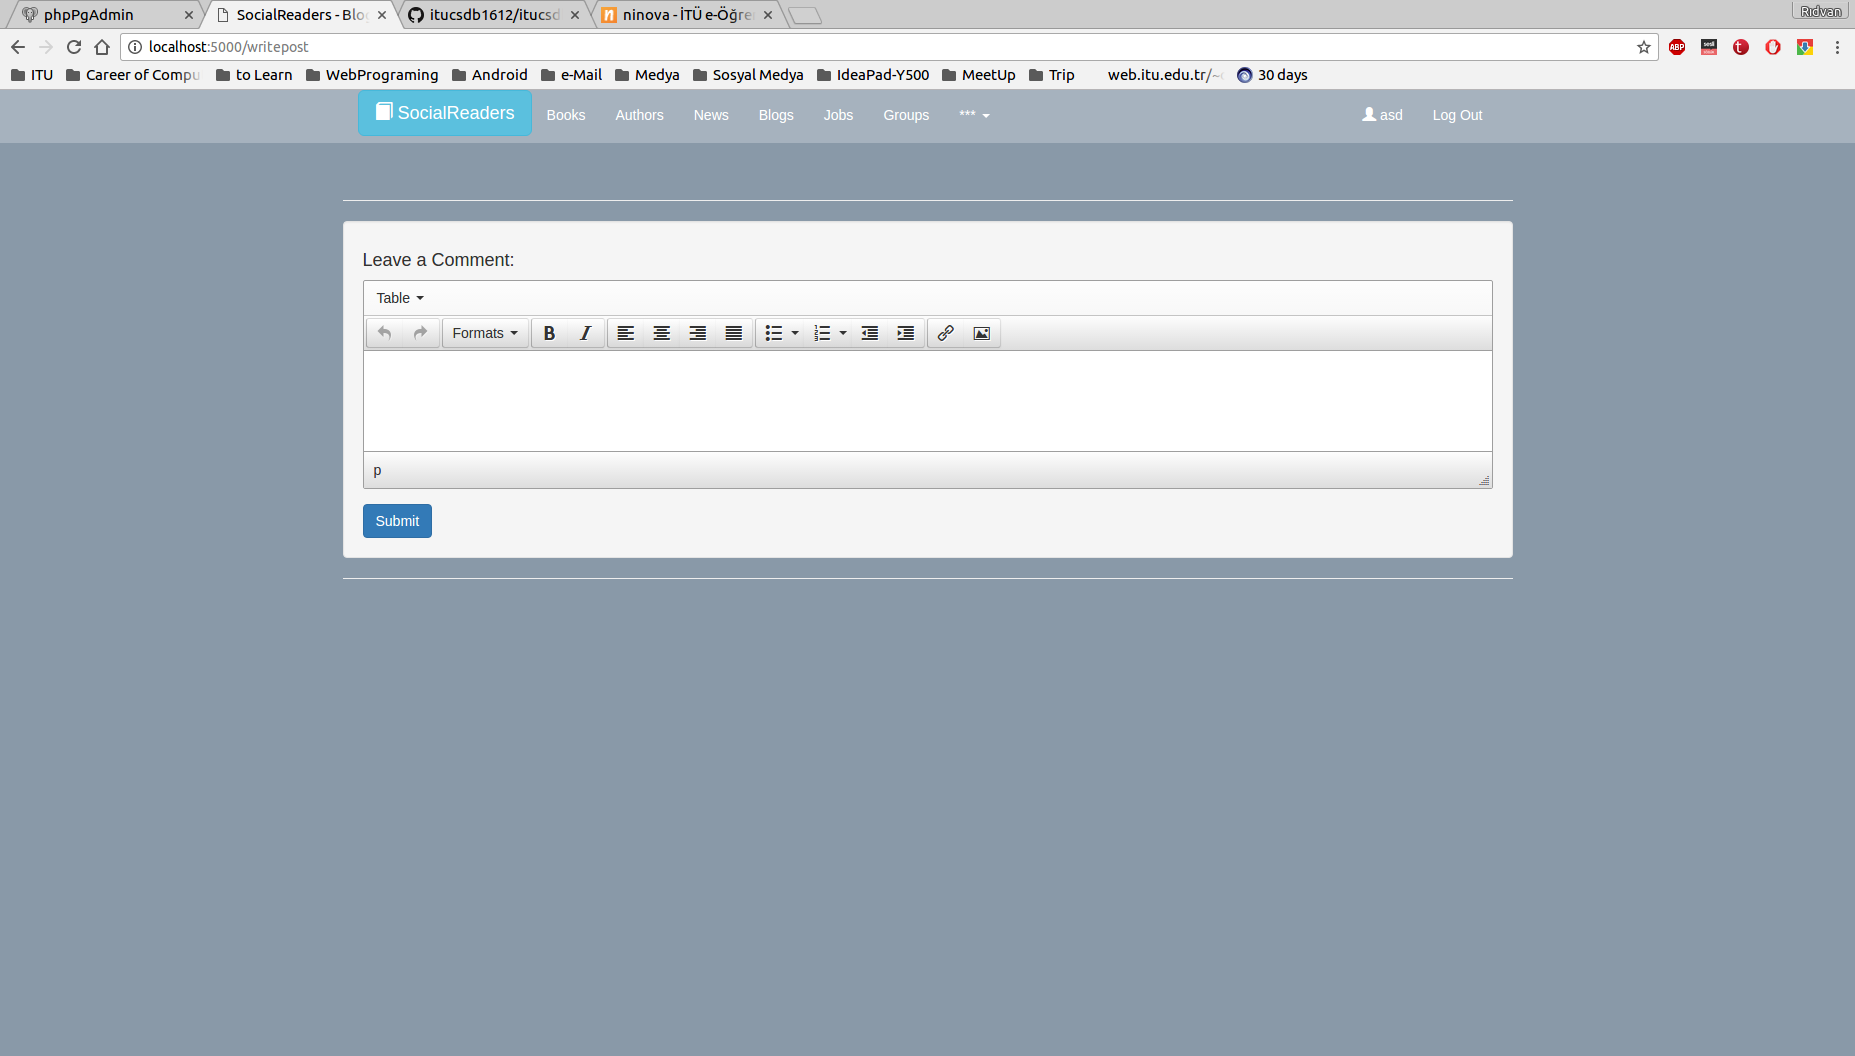 phpPgAdmin
SocialReaders - Blo
itucsdb1612/itucsd
ninova - İTÜ e-Öğre
Rıdvan
localhost:5000/writepost
ABP
ITU
Career of Compu
to Learn
WebPrograming
Android
e-Mail
Medya
Sosyal Medya
IdeaPad-Y500
MeetUp
Trip
web.itu.edu.tr/~
30 days
SocialReaders
Books
Authors
News
Blogs
Jobs
Groups
***
asd
Log Out
Leave a Comment:
Table
Formats
B
I
p
Submit